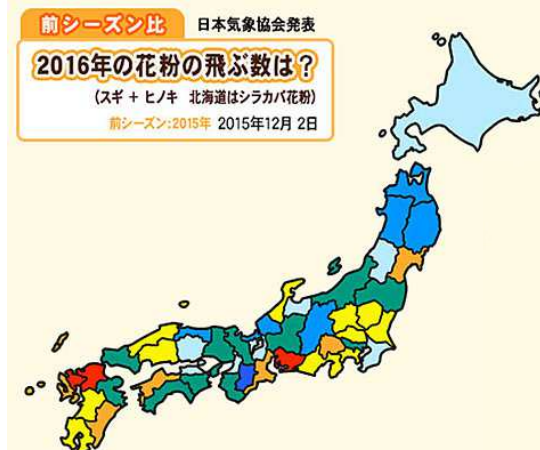 前シーズン比 日本気象協会発表
2016年の花粉の飛ぶ数は?
(スギ + ヒノキ 北海道はシラカバ花粉)
前シーズン:2015年 2015年12月 2日